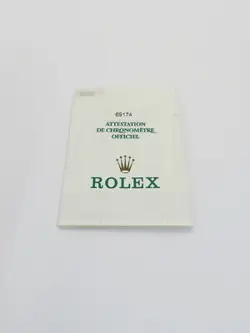 69174
ATTESTATION
DE CHRONOMÈTRE
OFFICIEL
ROLEX